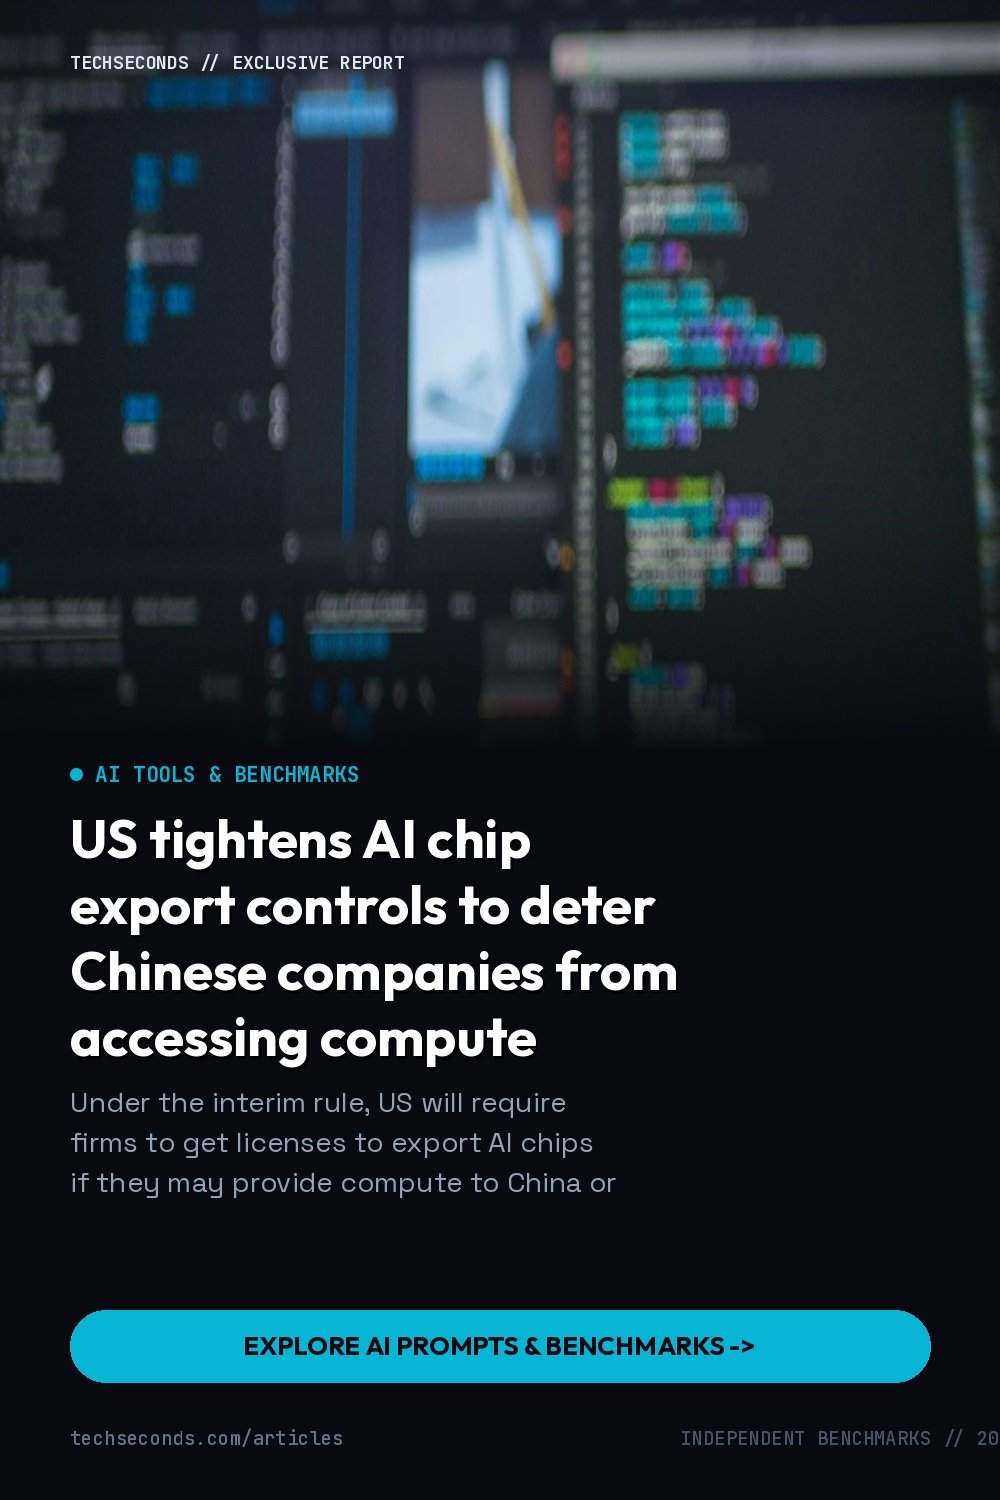 TECHSECONDS // EXCLUSIVE REPORT
AI TOOLS & BENCHMARKS
US tightens AI chip
export controls to deter
Chinese companies from
accessing compute
Under the interim rule, US will require
firms to get licenses to export AI chips
if they may provide compute to China or
EXPLORE AI PROMPTS & BENCHMARKS ->
techseconds.com/articles
INDEPENDENT BENCHMARKS // 20